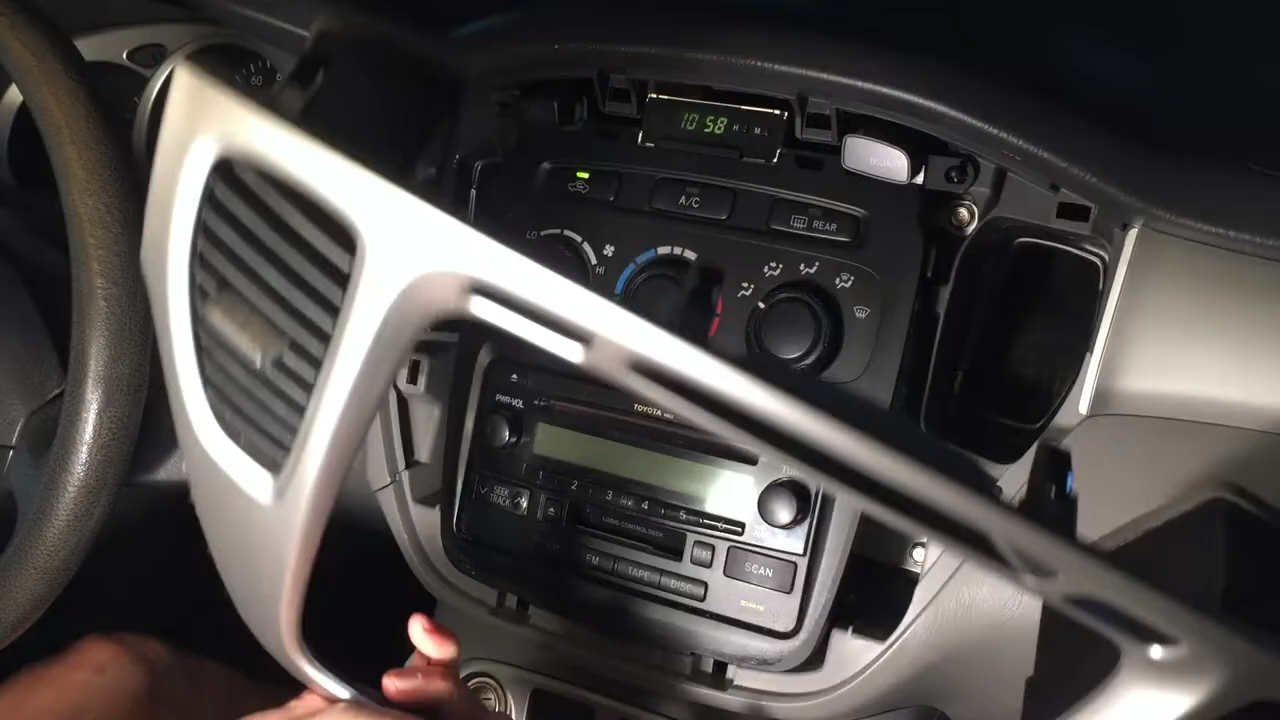 60
10 58 H M
A/C
REAR
LO
HI
TOYOTA
PWR·VOL
1 2 3 4 5 6
SEEK
TRACK
LOGIC CONTROL DECK
FM TAPE DISC
SCAN